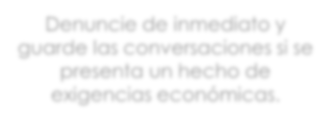 Denuncie de inmediato y
guarde las conversaciones si se
presenta un hecho de
exigencias económicas.